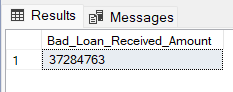 Results Messages
Bad_Loan_Received_Amount
1 37284763